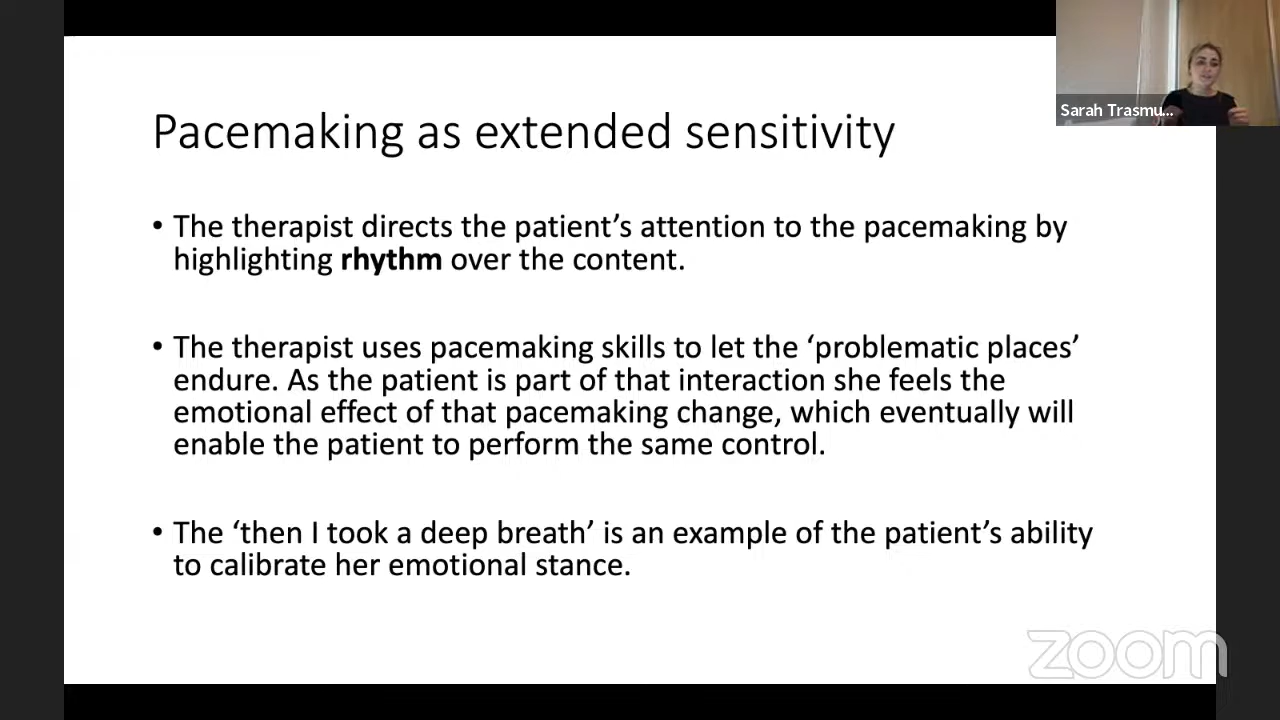 Sarah Trasmu...
Pacemaking as extended sensitivity
• The therapist directs the patient’s attention to the pacemaking by
highlighting rhythm over the content.
• The therapist uses pacemaking skills to let the ‘problematic places’
endure. As the patient is part of that interaction she feels the
emotional effect of that pacemaking change, which eventually will
enable the patient to perform the same control.
• The ‘then I took a deep breath’ is an example of the patient’s ability
to calibrate her emotional stance.
zoom